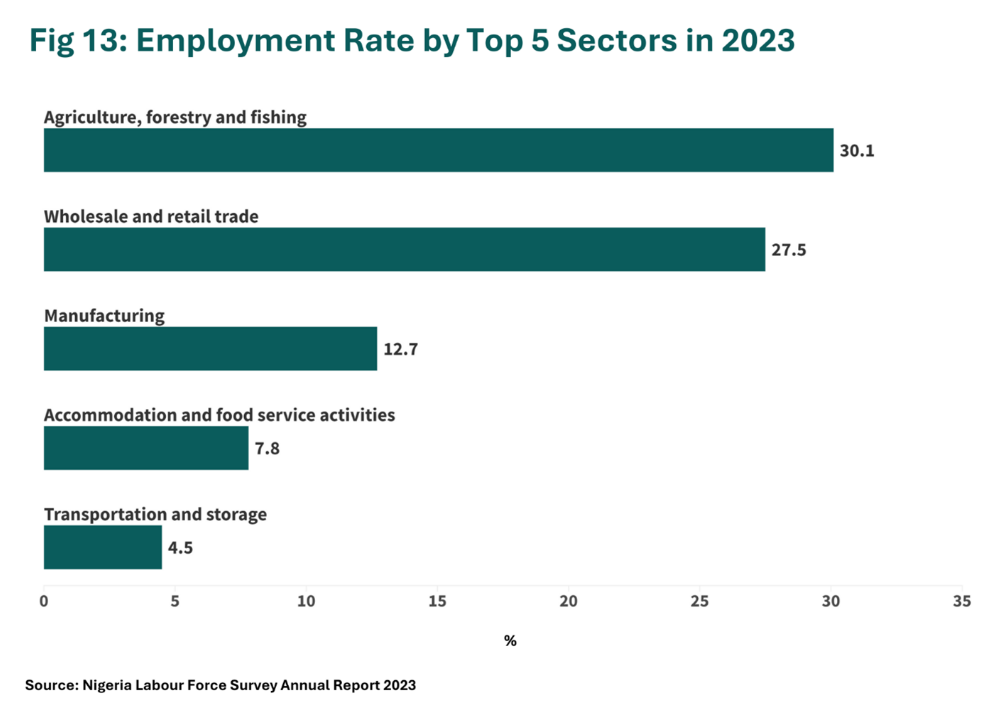 Fig 13: Employment Rate by Top 5 Sectors in 2023
Agriculture, forestry and fishing
30.1
Wholesale and retail trade
27.5
Manufacturing
12.7
Accommodation and food service activities
7.8
Transportation and storage
4.5
0 5 10 15 20 25 30 35
%
Source: Nigeria Labour Force Survey Annual Report 2023